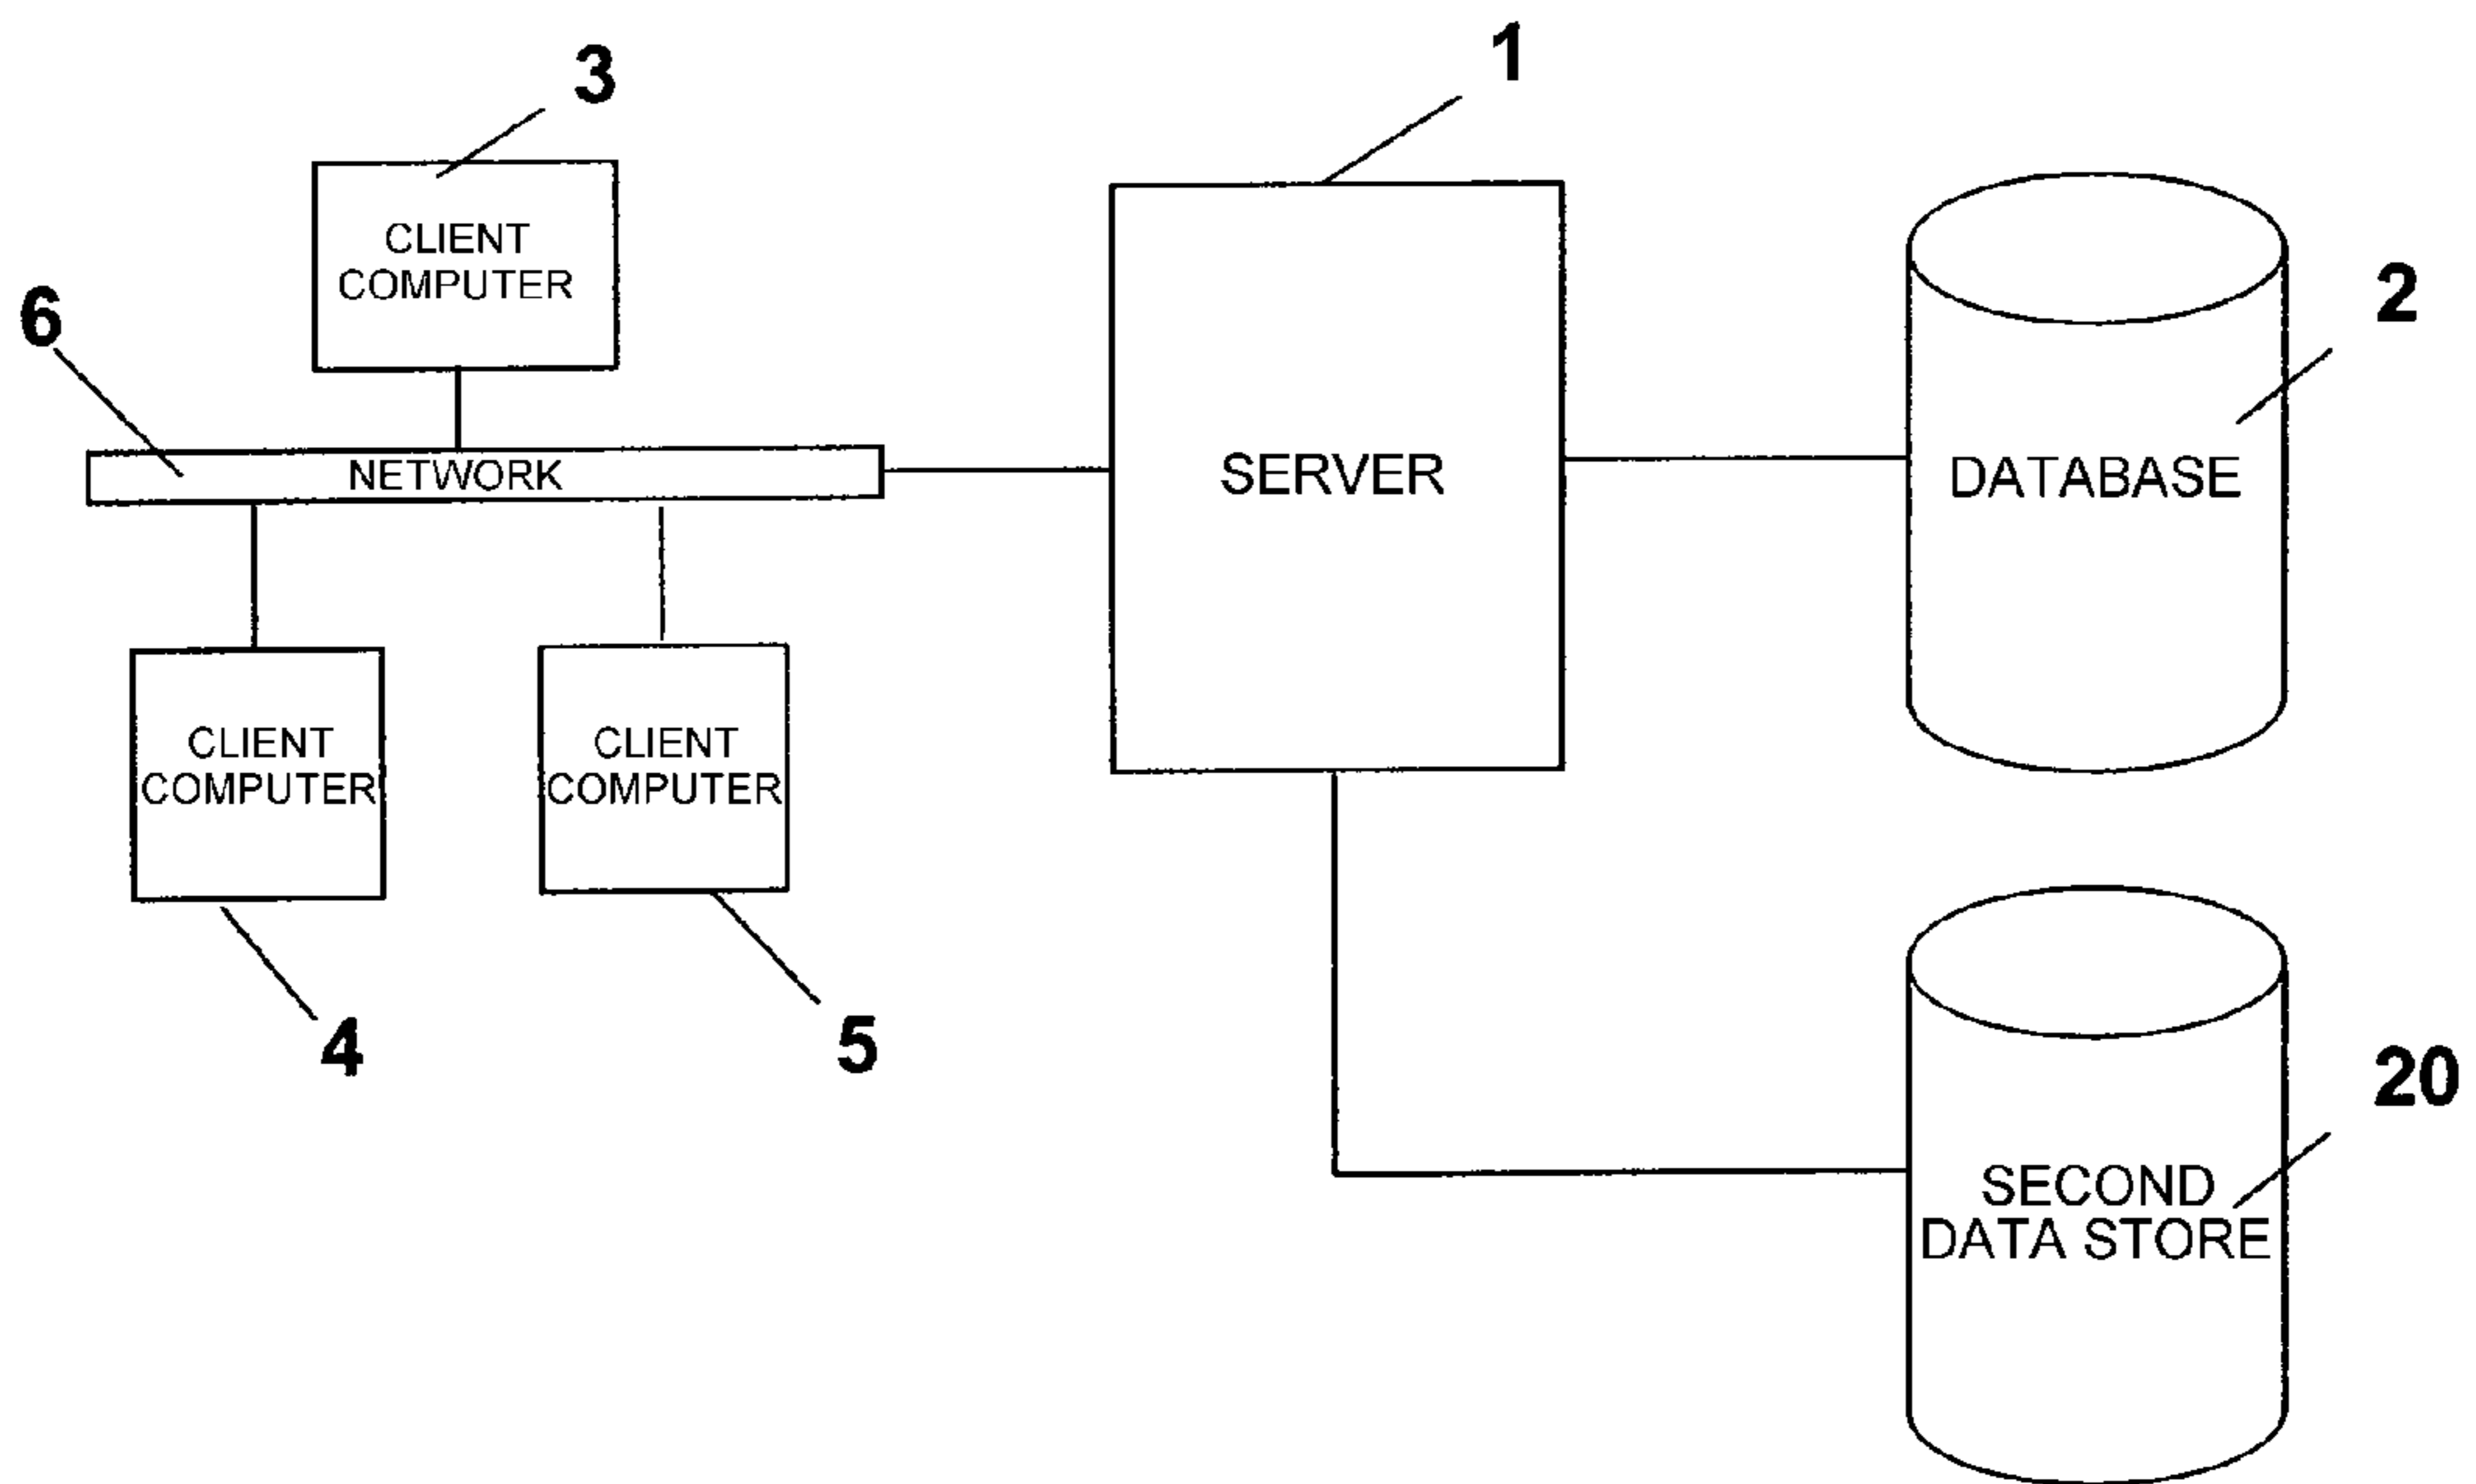 3
1
CLIENT
COMPUTER
6
2
NETWORK
SERVER
DATABASE
CLIENT
COMPUTER
CLIENT
COMPUTER
4
5
20
SECOND
DATA STORE